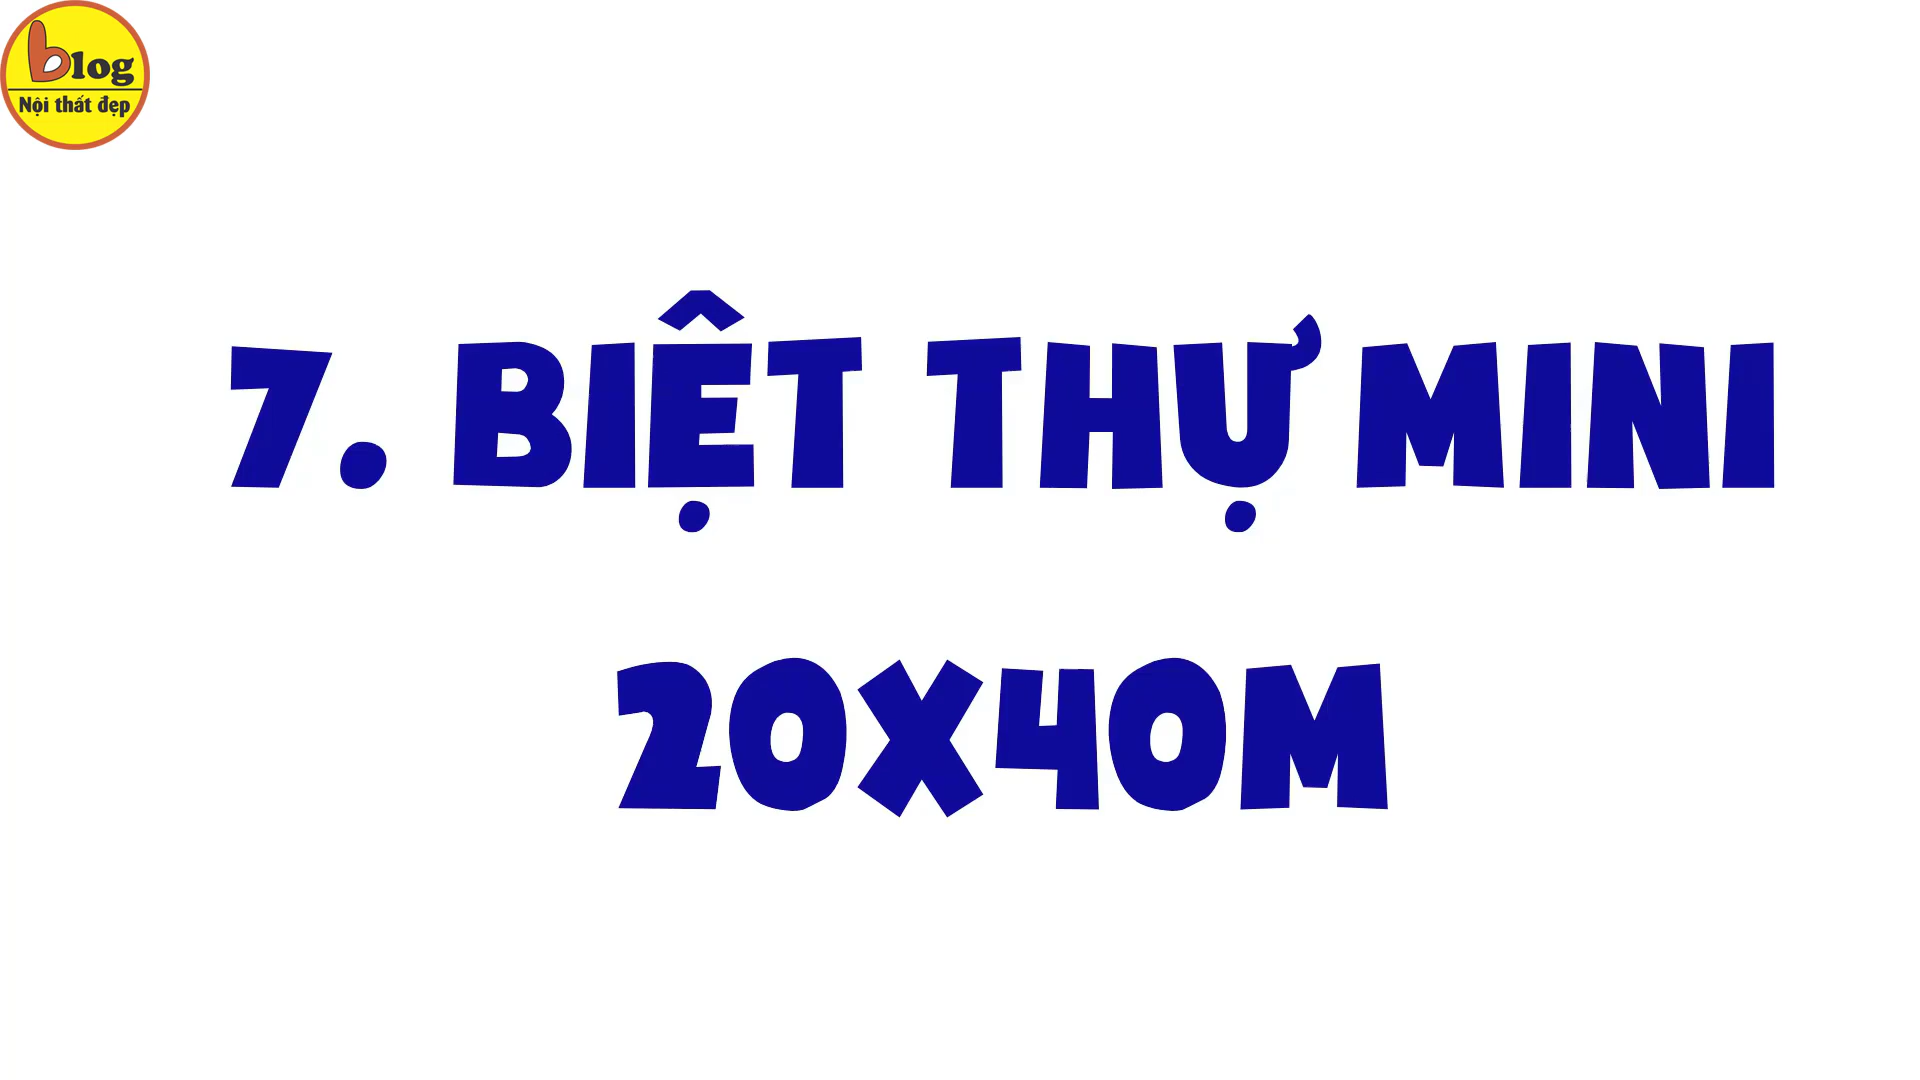 blog
Nội thất đẹp
7. BIỆT THỰ MINI
20X40M